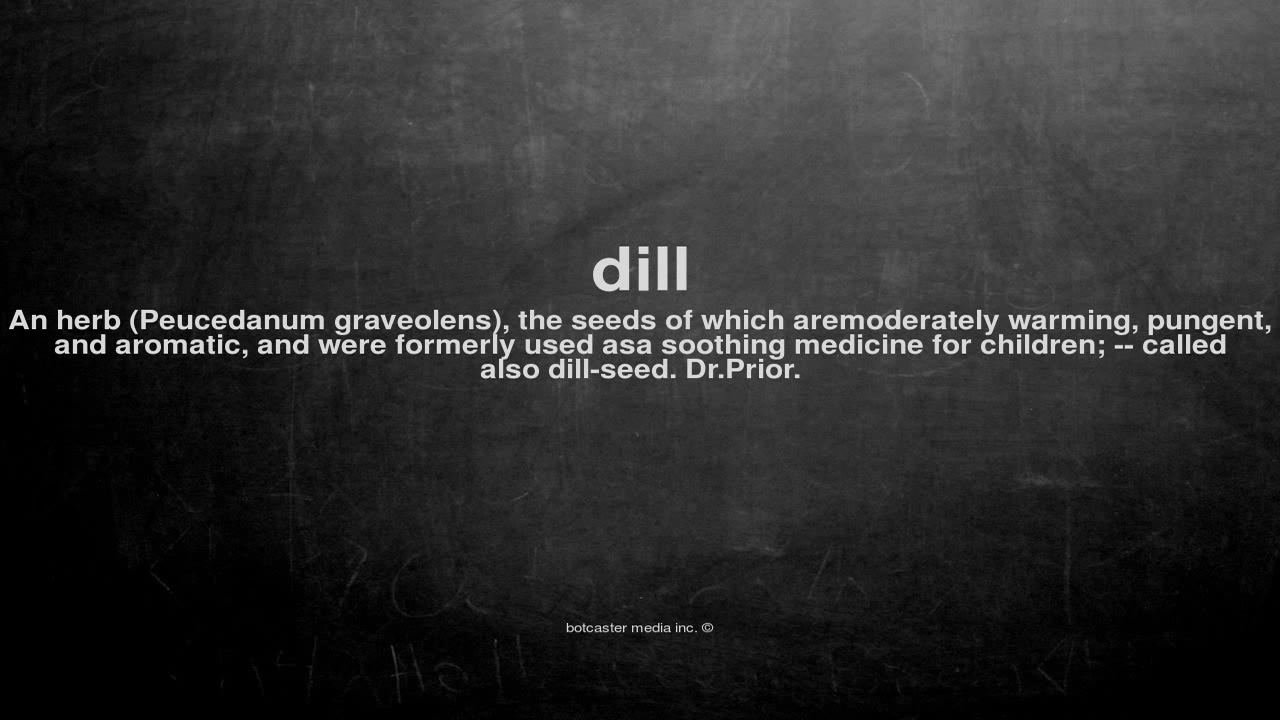 dill
An herb (Peucedanum graveolens), the seeds of which aremoderately warming, pungent,
and aromatic, and were formerly used asa soothing medicine for children; -- called
also dill-seed. Dr.Prior.
botcaster media inc. ©